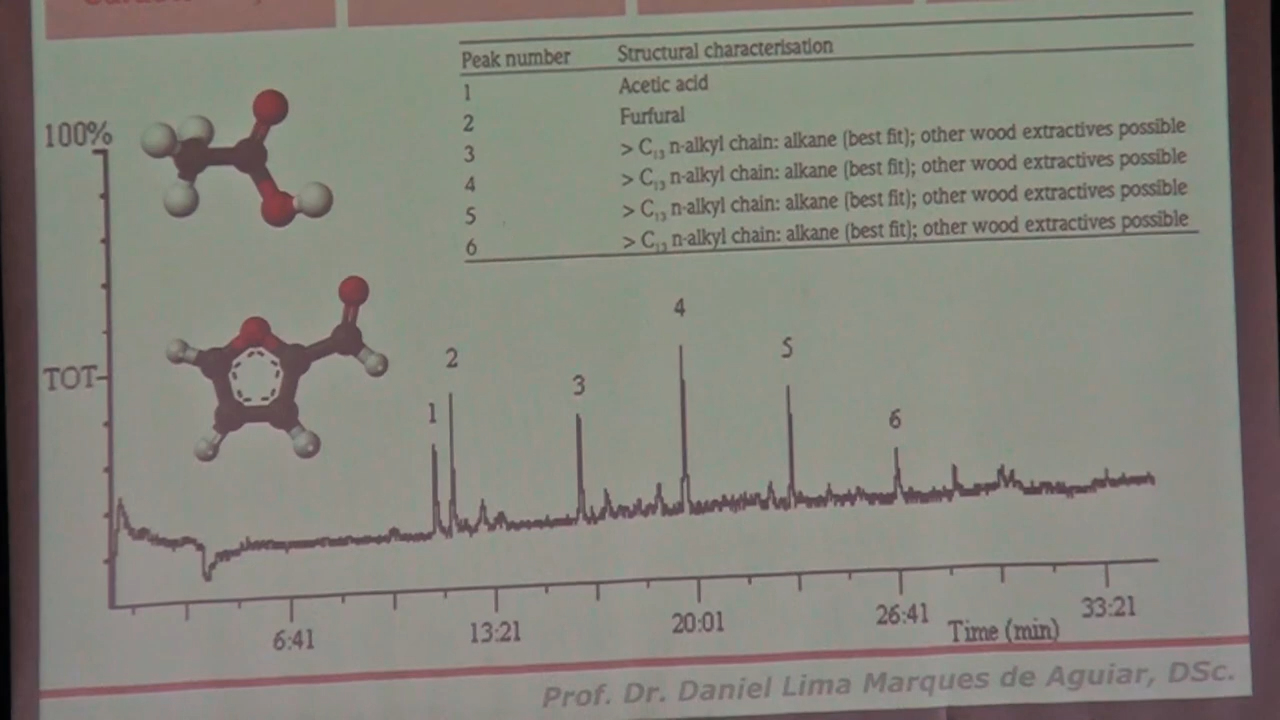 Peak number Structural characterisation
1 Acetic acid
2 Furfural
3 > C13 n-alkyl chain: alkane (best fit); other wood extractives possible
4 > C13 n-alkyl chain: alkane (best fit); other wood extractives possible
5 > C13 n-alkyl chain: alkane (best fit); other wood extractives possible
6 > C13 n-alkyl chain: alkane (best fit); other wood extractives possible
100%
TOT
1
2
3
4
5
6
6:41 13:21 20:01 26:41 33:21
Time (min)
Prof. Dr. Daniel Lima Marques de Aguiar, DSc.